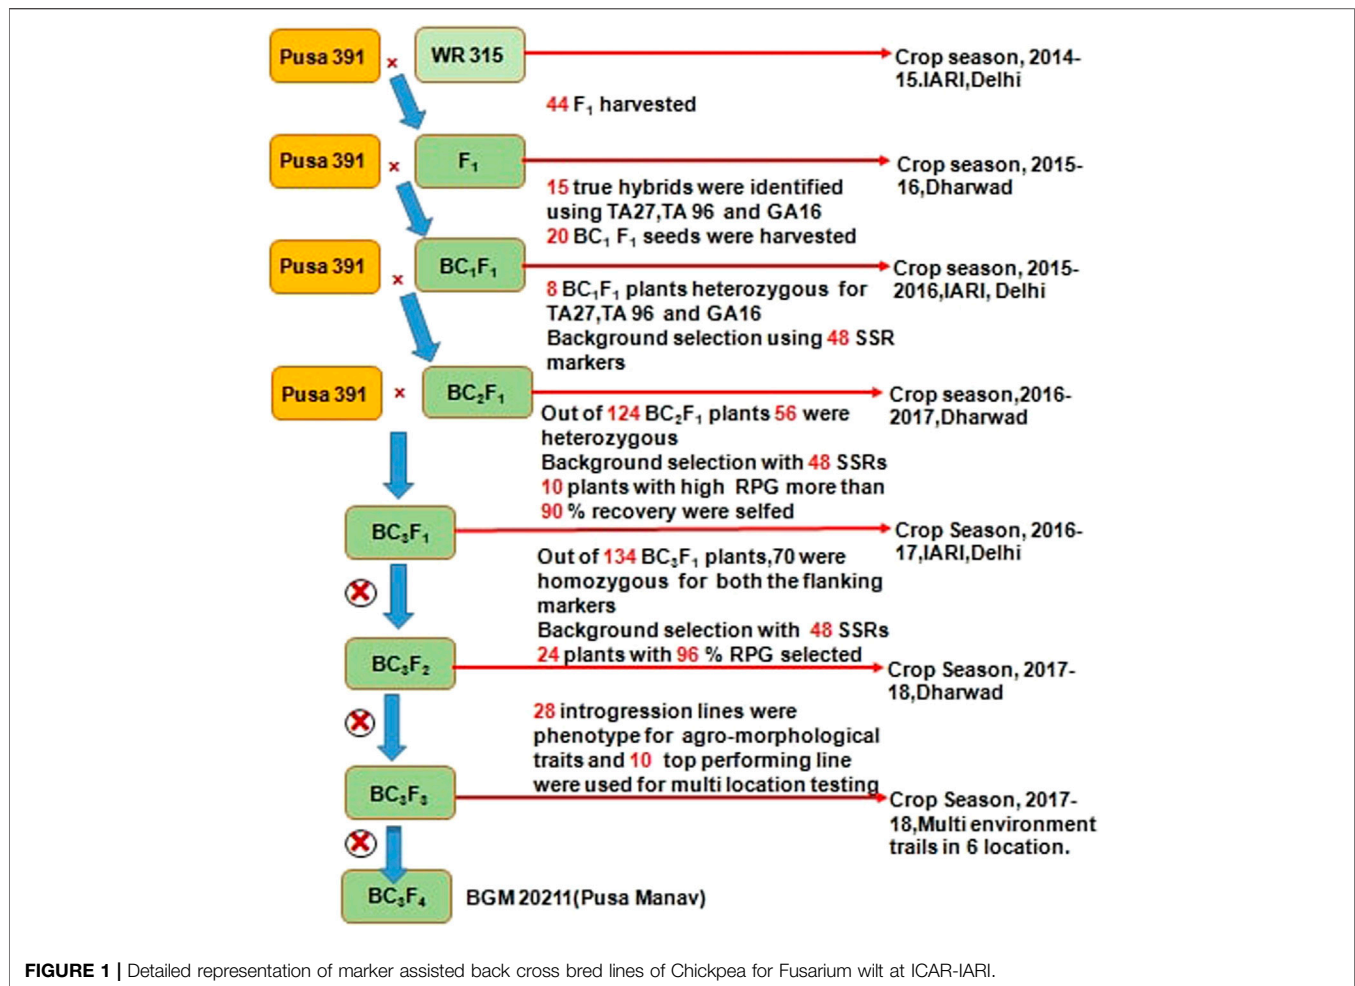 Pusa 391
×
WR 315
Crop season, 2014-
15.IARI,Delhi
44 F₁ harvested
Pusa 391
×
F₁
Crop season, 2015-
16,Dharwad
15 true hybrids were identified
using TA27,TA 96 and GA16
20 BC₁ F₁ seeds were harvested
Pusa 391
×
BC₁F₁
Crop season, 2015-
2016,IARI, Delhi
8 BC₁F₁ plants heterozygous for
TA27,TA 96 and GA16
Background selection using 48 SSR
markers
Pusa 391
×
BC₂F₁
Crop season,2016-
2017,Dharwad
Out of 124 BC₂F₁ plants 56 were
heterozygous
Background selection with 48 SSRs
10 plants with high RPG more than
90 % recovery were selfed
BC₃F₁
Crop Season, 2016-
17,IARI,Delhi
Out of 134 BC₃F₁ plants,70 were
homozygous for both the flanking
markers
Background selection with 48 SSRs
24 plants with 96 % RPG selected
BC₃F₂
Crop Season, 2017-
18,Dharwad
28 introgression lines were
phenotype for agro-morphological
traits and 10 top performing line
were used for multi location testing
BC₃F₃
Crop Season, 2017-
18,Multi environment
trails in 6 location.
BC₃F₄
BGM 20211(Pusa Manav)
FIGURE 1 | Detailed representation of marker assisted back cross bred lines of Chickpea for Fusarium wilt at ICAR-IARI.